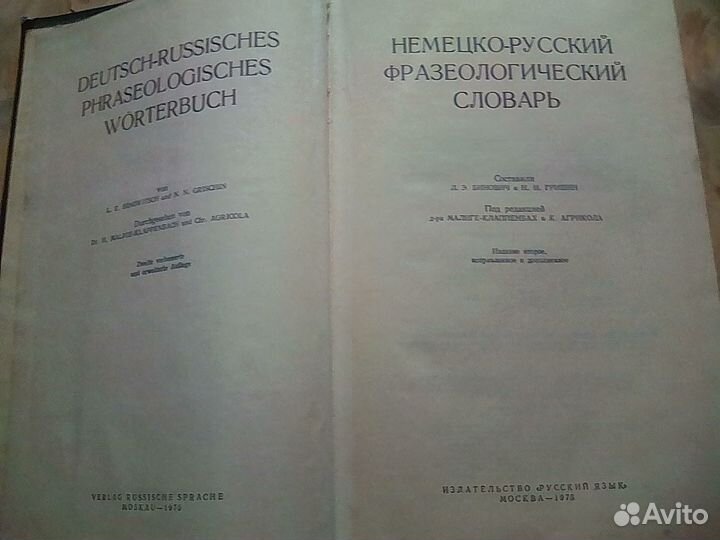 DEUTSCH-RUSSISCHES
PHRASEOLOGISCHES
WÖRTERBUCH
von
L. E. BINOWITSCH und N. N. GRISCHIN
Durchgesehen von
Dr. H. MALIGE-KLAPPENBACH und Chr. AGRICOLA
Zweite verbesserte
und erweiterte Auflage
VERLAG RUSSISCHE SPRACHE
MOSKAU—1975
НЕМЕЦКО-РУССКИЙ
ФРАЗЕОЛОГИЧЕСКИЙ
СЛОВАРЬ
Составили
Л. Э. БИНОВИЧ и Н. Н. ГРИШИН
Под редакцией
д-ра МАЛИГЕ-КЛАППЕНБАХ и К. АГРИКОЛА
Издание второе,
исправленное и дополненное
ИЗДАТЕЛЬСТВО «РУССКИЙ ЯЗЫК»
МОСКВА—1975
Avito